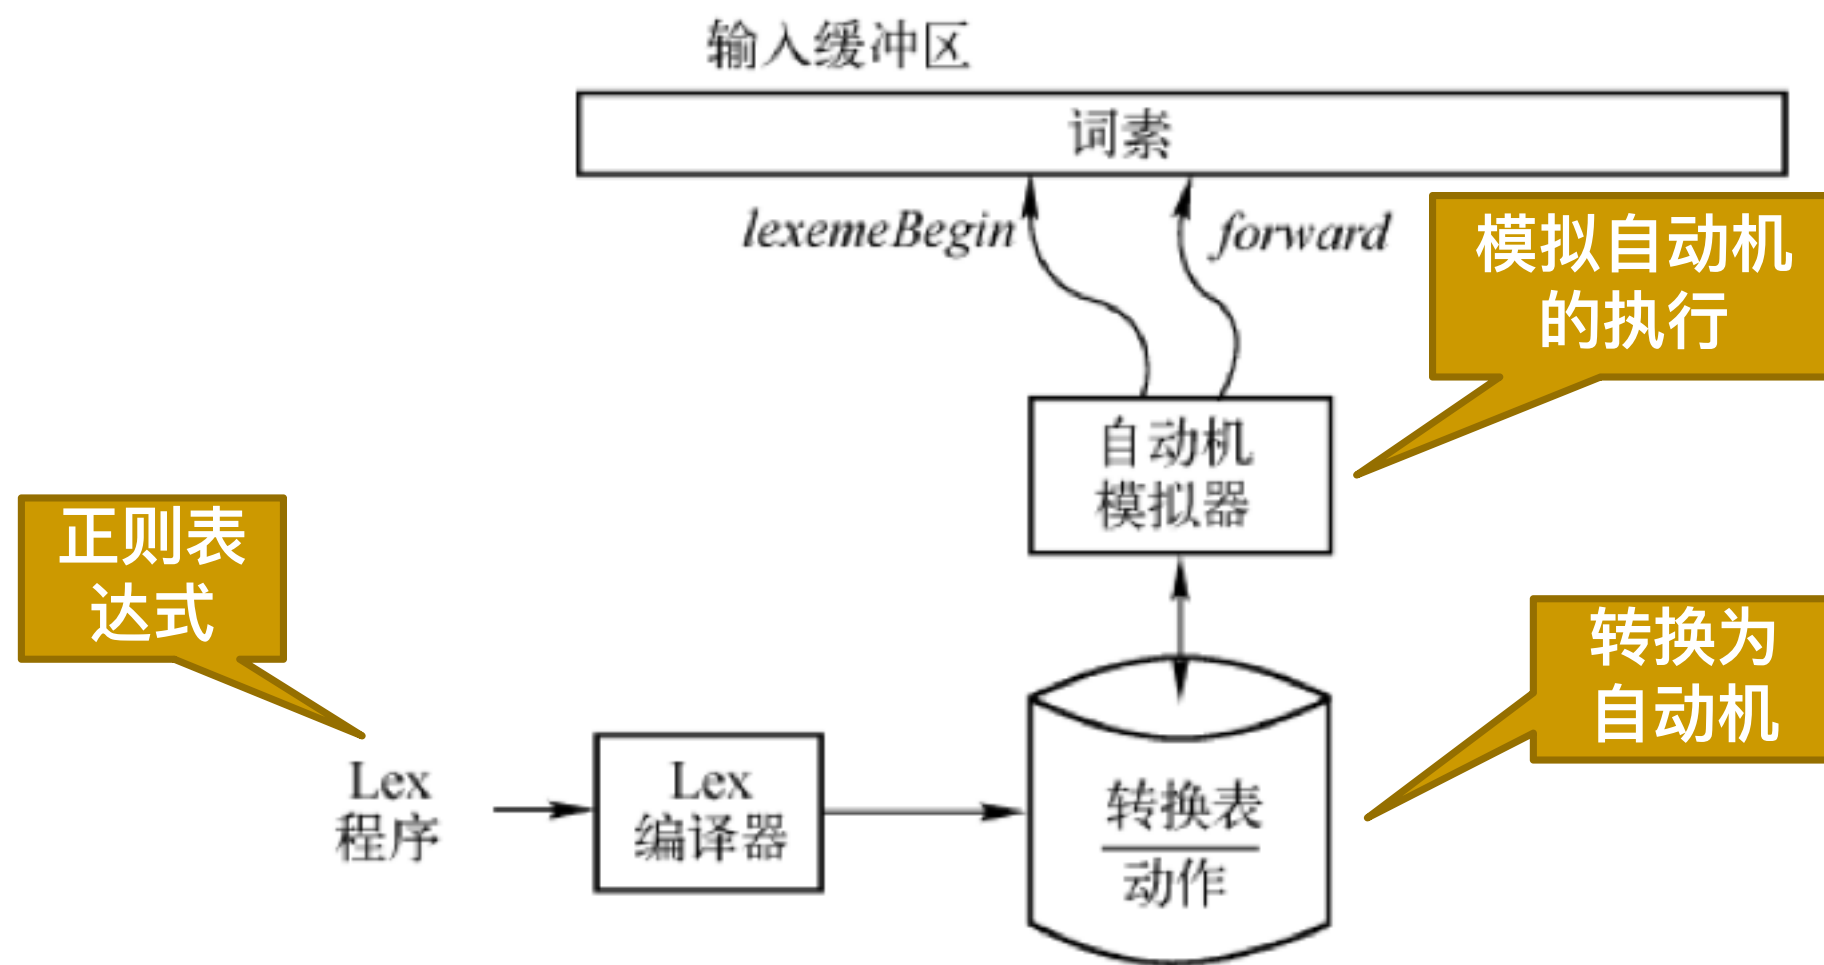 输入缓冲区
词素
lexemeBegin
forward
模拟自动机
的执行
自动机
模拟器
正则表
达式
转换为
自动机
Lex
程序
Lex
编译器
转换表
动作